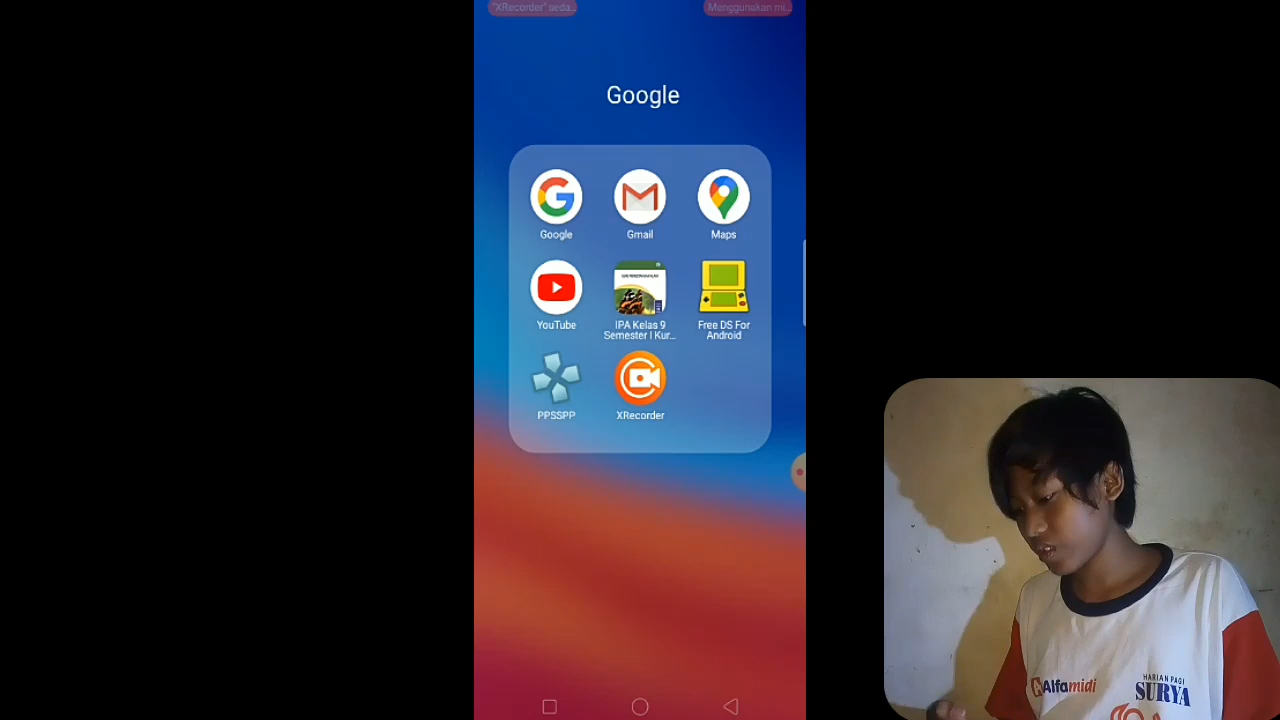 "XRecorder" seda...
Menggunakan mi...
Google
Google
Gmail
Maps
YouTube
IPA Kelas 9
Semester I Kur...
Free DS For
Android
PPSSPP
XRecorder
Alfamidi
HARIAN PAGI
SURYA